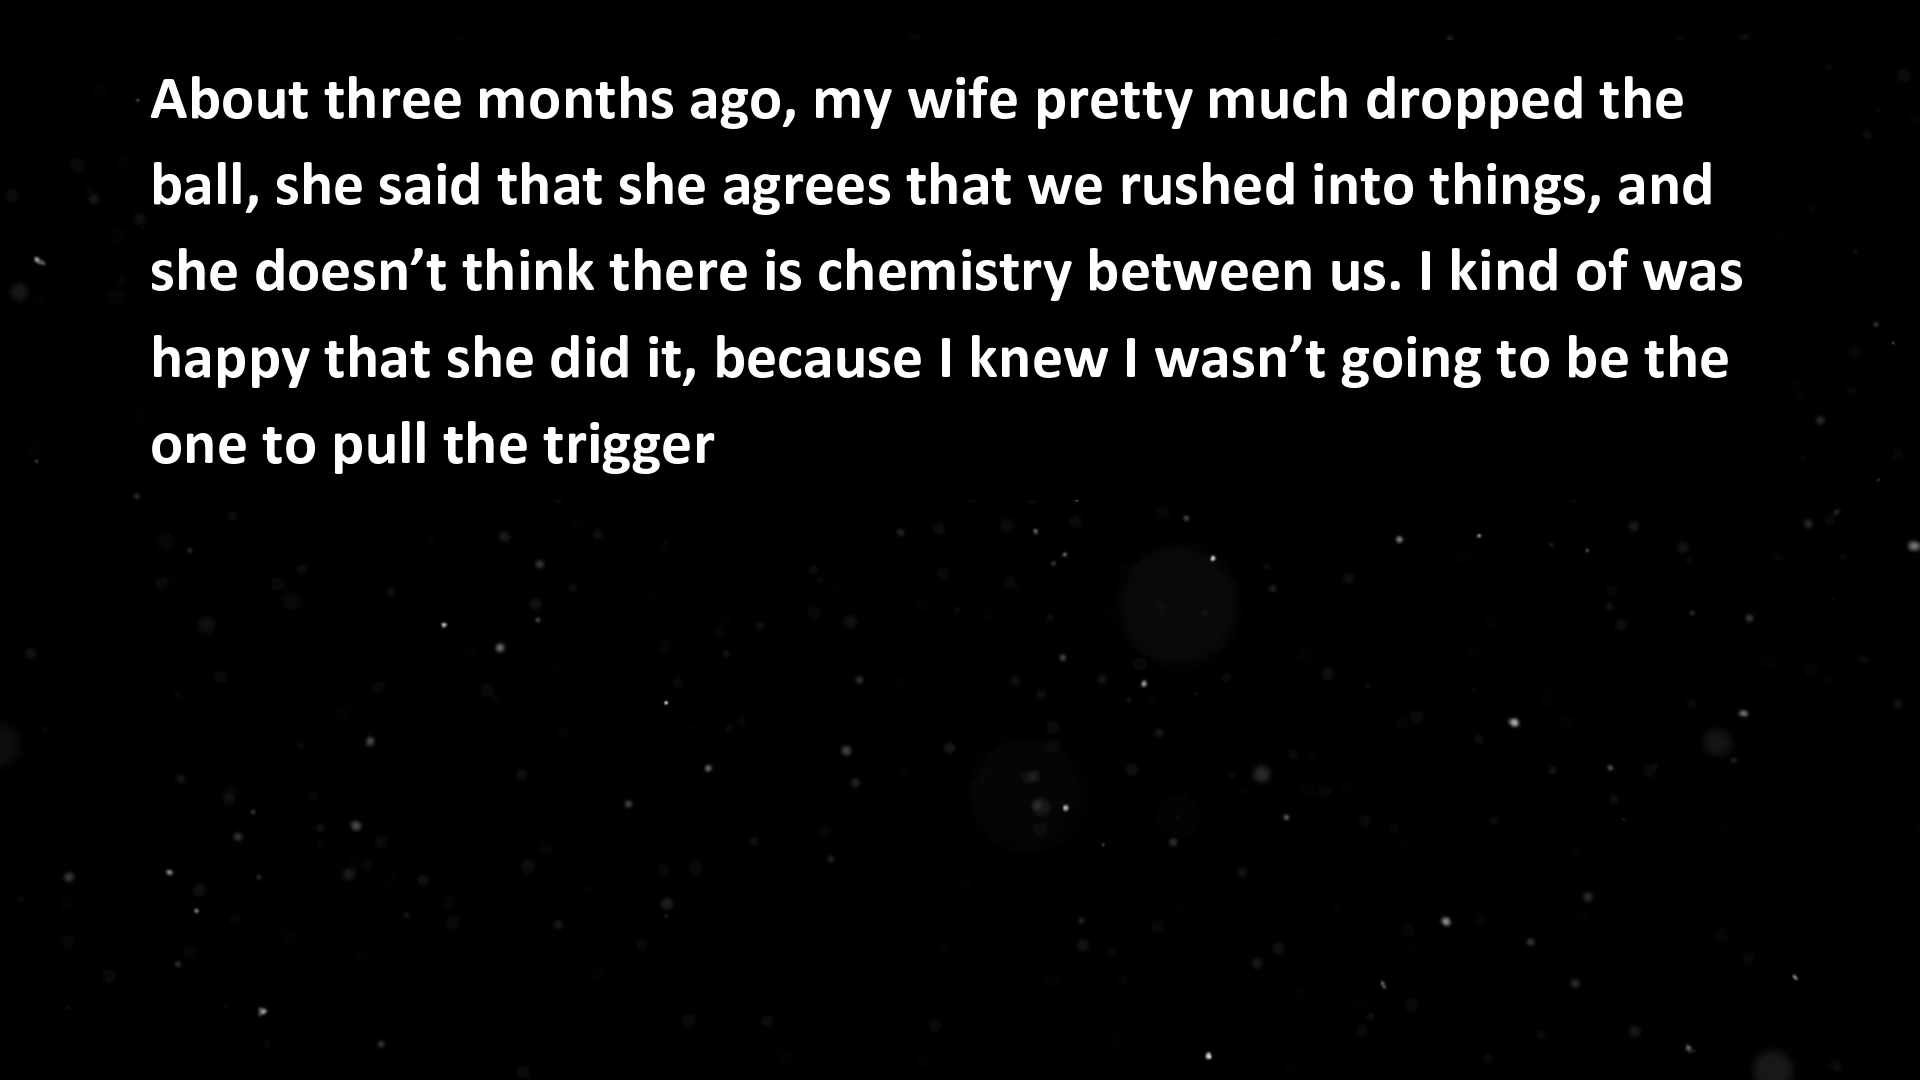 About three months ago, my wife pretty much dropped the
ball, she said that she agrees that we rushed into things, and
she doesn’t think there is chemistry between us. I kind of was
happy that she did it, because I knew I wasn’t going to be the
one to pull the trigger